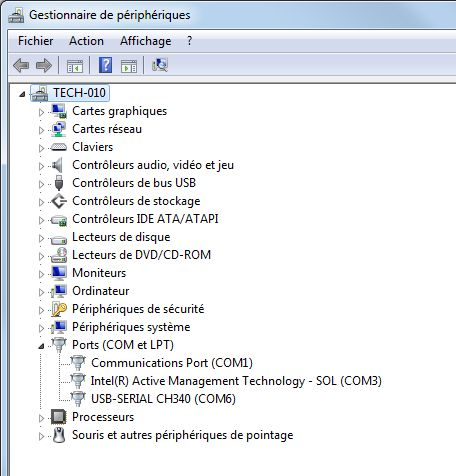 Gestionnaire de périphériques
Fichier Action Affichage ?
TECH-010
Cartes graphiques
Cartes réseau
Claviers
Contrôleurs audio, vidéo et jeu
Contrôleurs de bus USB
Contrôleurs de stockage
Contrôleurs IDE ATA/ATAPI
Lecteurs de disque
Lecteurs de DVD/CD-ROM
Moniteurs
Ordinateur
Périphériques de sécurité
Périphériques système
Ports (COM et LPT)
Communications Port (COM1)
Intel(R) Active Management Technology - SOL (COM3)
USB-SERIAL CH340 (COM6)
Processeurs
Souris et autres périphériques de pointage